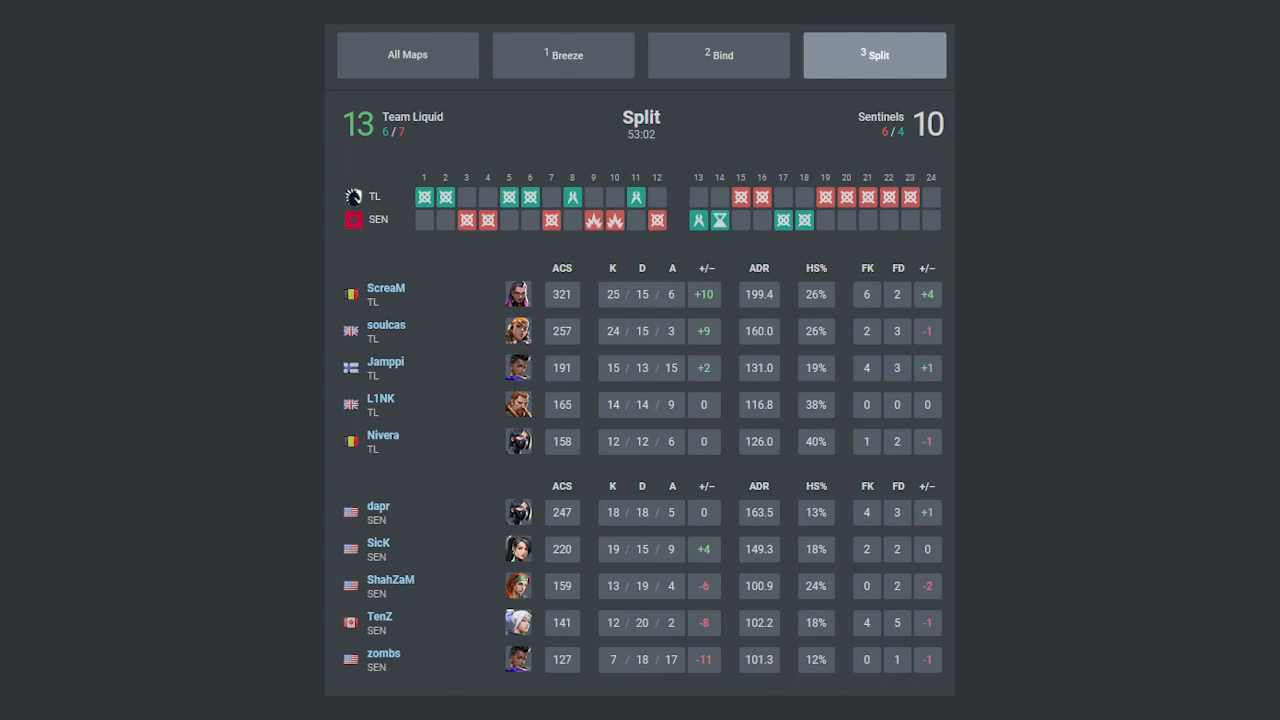 All Maps 1 Breeze 2 Bind 3 Split
13 Team Liquid 6 / 7 Split 53:02 Sentinels 6 / 4 10
1 2 3 4 5 6 7 8 9 10 11 12 13 14 15 16 17 18 19 20 21 22 23 24
TL
SEN
ACS K D A +/– ADR HS% FK FD +/–
ScreaM TL 321 25 / 15 / 6 +10 199.4 26% 6 2 +4
soulcas TL 257 24 / 15 / 3 +9 160.0 26% 2 3 -1
Jamppi TL 191 15 / 13 / 15 +2 131.0 19% 4 3 +1
L1NK TL 165 14 / 14 / 9 0 116.8 38% 0 0 0
Nivera TL 158 12 / 12 / 6 0 126.0 40% 1 2 -1
ACS K D A +/– ADR HS% FK FD +/–
dapr SEN 247 18 / 18 / 5 0 163.5 13% 4 3 +1
SicK SEN 220 19 / 15 / 9 +4 149.3 18% 2 2 0
ShahZaM SEN 159 13 / 19 / 4 -6 100.9 24% 0 2 -2
TenZ SEN 141 12 / 20 / 2 -8 102.2 18% 4 5 -1
zombs SEN 127 7 / 18 / 17 -11 101.3 12% 0 1 -1